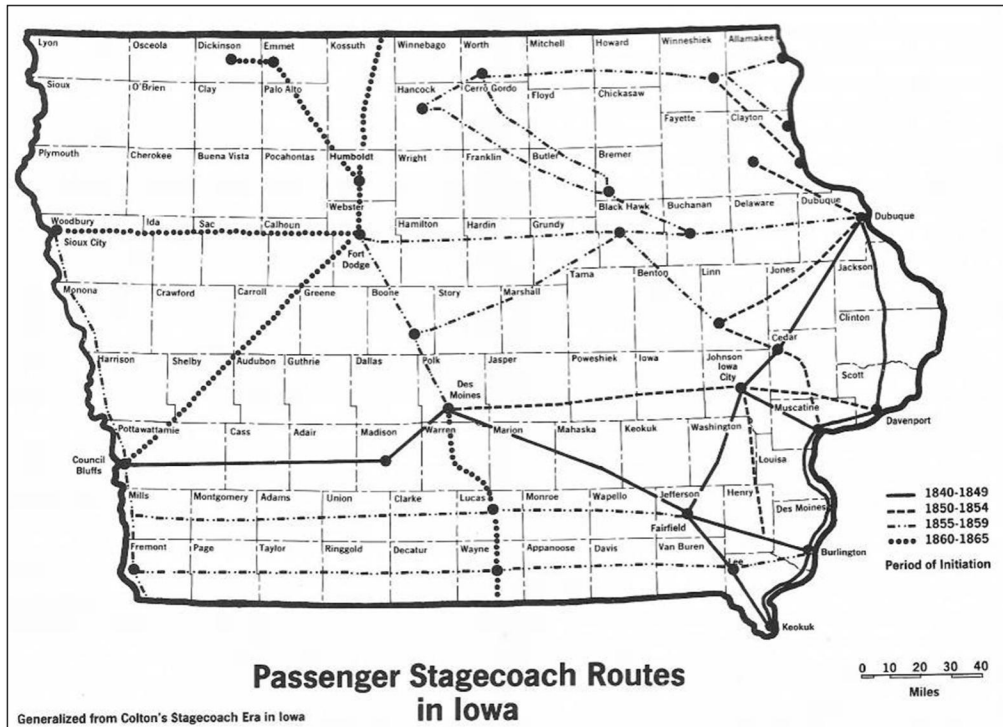 Lyon
Osceola
Dickinson
Emmet
Kossuth
Winnebago
Worth
Mitchell
Howard
Winneshiek
Allamakee
Sioux
O'Brien
Clay
Palo Alto
Hancock
Cerro Gordo
Floyd
Chickasaw
Fayette
Clayton
Plymouth
Cherokee
Buena Vista
Pocahontas
Humboldt
Wright
Franklin
Butler
Bremer
Webster
Woodbury
Sioux City
Ida
Sac
Calhoun
Fort
Dodge
Hamilton
Hardin
Grundy
Black Hawk
Buchanan
Delaware
Dubuque
Dubuque
Monona
Crawford
Carroll
Greene
Boone
Story
Marshall
Tama
Benton
Linn
Jones
Jackson
Clinton
Harrison
Shelby
Audubon
Guthrie
Dallas
Polk
Jasper
Poweshiek
Iowa
Johnson
Iowa
City
Cedar
Scott
Des
Moines
Muscatine
Davenport
Pottawattamie
Cass
Adair
Madison
Warren
Marion
Mahaska
Keokuk
Washington
Louisa
Council
Bluffs
Mills
Montgomery
Adams
Union
Clarke
Lucas
Monroe
Wapello
Jefferson
Fairfield
Henry
Des Moines
Burlington
Fremont
Page
Taylor
Ringgold
Decatur
Wayne
Appanoose
Davis
Van Buren
Lee
Keokuk
1840-1849
1850-1854
1855-1859
1860-1865
Period of Initiation
Passenger Stagecoach Routes
in Iowa
0 10 20 30 40
Miles
Generalized from Colton's Stagecoach Era in Iowa